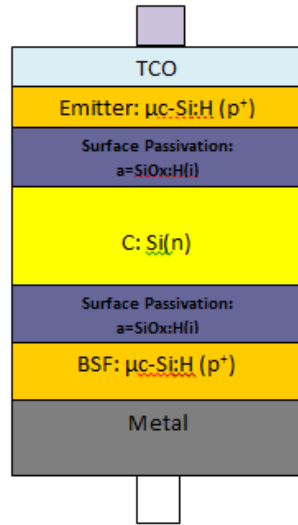 TCO
Emitter: μc-Si:H (p⁺)
Surface Passivation:
a=SiOx:H(i)
C: Si(n)
Surface Passivation:
a=SiOx:H(i)
BSF: μc-Si:H (p⁺)
Metal